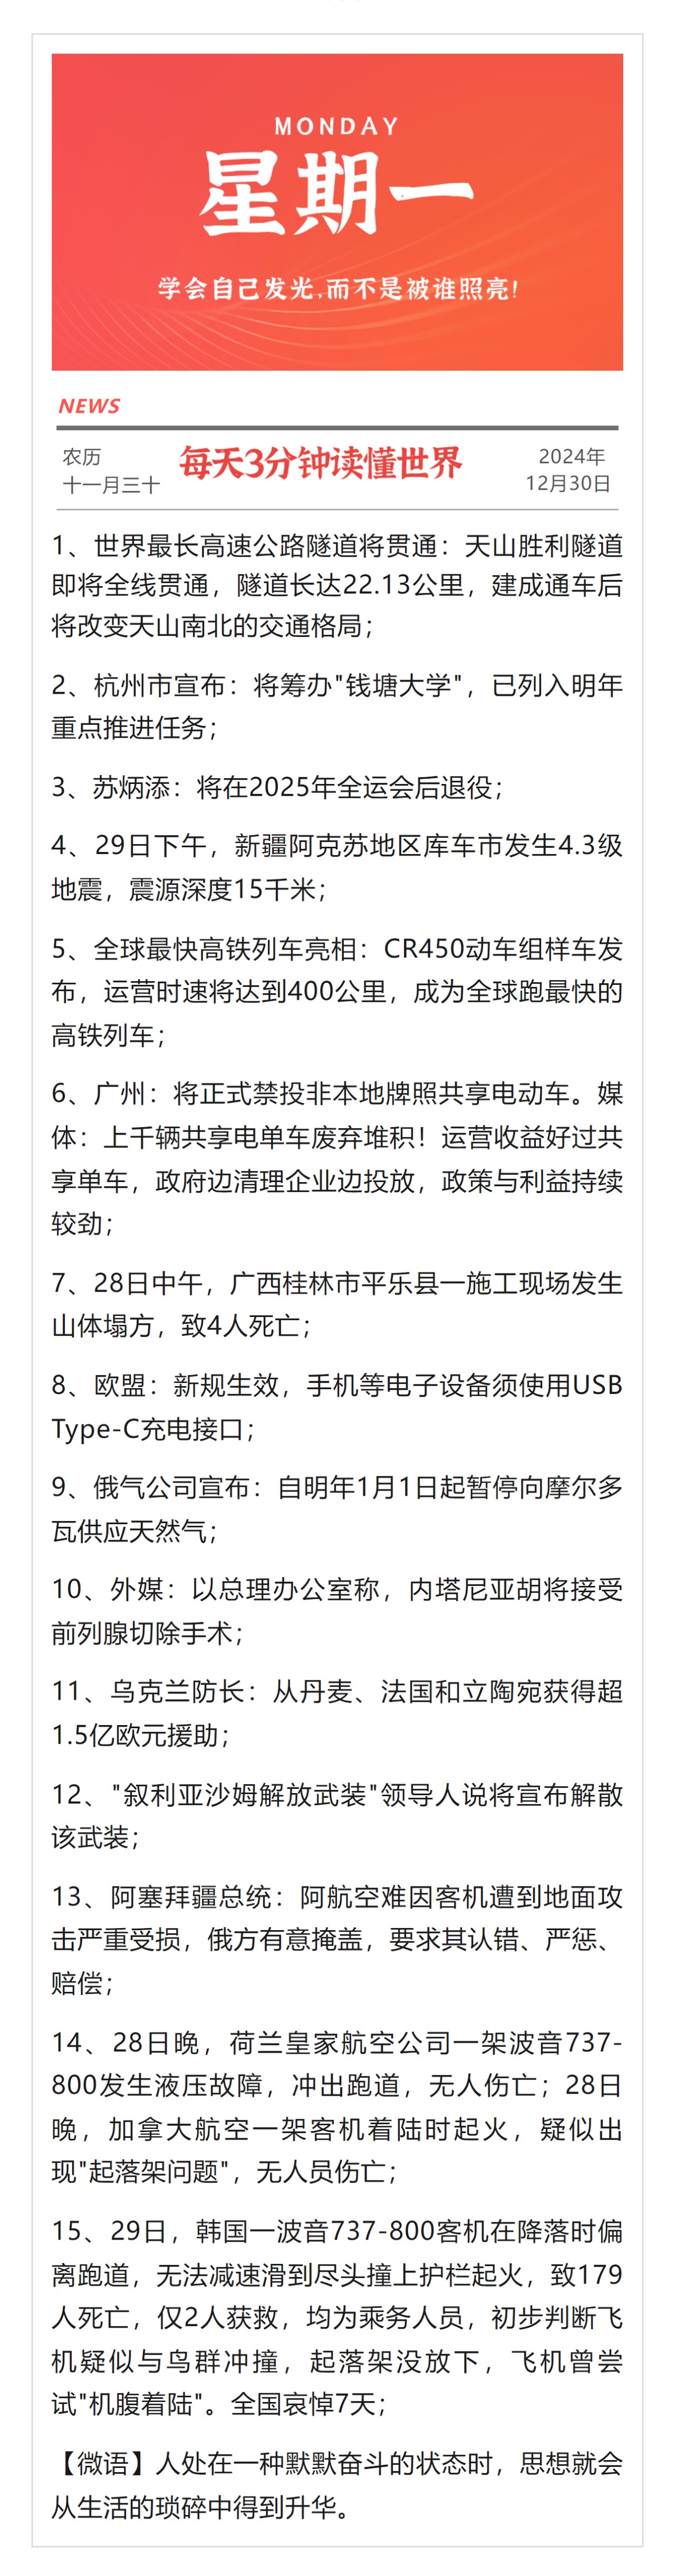 MONDAY
星期一
学会自己发光,而不是被谁照亮!
NEWS
农历
十一月三十
每天3分钟读懂世界
2024年
12月30日
1、世界最长高速公路隧道将贯通：天山胜利隧道
即将全线贯通，隧道长达22.13公里，建成通车后
将改变天山南北的交通格局；
2、杭州市宣布：将筹办"钱塘大学"，已列入明年
重点推进任务；
3、苏炳添：将在2025年全运会后退役；
4、29日下午，新疆阿克苏地区库车市发生4.3级
地震，震源深度15千米；
5、全球最快高铁列车亮相：CR450动车组样车发
布，运营时速将达到400公里，成为全球跑最快的
高铁列车；
6、广州：将正式禁投非本地牌照共享电动车。媒
体：上千辆共享电单车废弃堆积！运营收益好过共
享单车，政府边清理企业边投放，政策与利益持续
较劲；
7、28日中午，广西桂林市平乐县一施工现场发生
山体塌方，致4人死亡；
8、欧盟：新规生效，手机等电子设备须使用USB
Type-C充电接口；
9、俄气公司宣布：自明年1月1日起暂停向摩尔多
瓦供应天然气；
10、外媒：以总理办公室称，内塔尼亚胡将接受
前列腺切除手术；
11、乌克兰防长：从丹麦、法国和立陶宛获得超
1.5亿欧元援助；
12、"叙利亚沙姆解放武装"领导人说将宣布解散
该武装；
13、阿塞拜疆总统：阿航空难因客机遭到地面攻
击严重受损，俄方有意掩盖，要求其认错、严惩、
赔偿；
14、28日晚，荷兰皇家航空公司一架波音737-
800发生液压故障，冲出跑道，无人伤亡；28日
晚，加拿大航空一架客机着陆时起火，疑似出
现"起落架问题"，无人员伤亡；
15、29日，韩国一波音737-800客机在降落时偏
离跑道，无法减速滑到尽头撞上护栏起火，致179
人死亡，仅2人获救，均为乘务人员，初步判断飞
机疑似与鸟群冲撞，起落架没放下，飞机曾尝
试"机腹着陆"。全国哀悼7天；
【微语】人处在一种默默奋斗的状态时，思想就会
从生活的琐碎中得到升华。